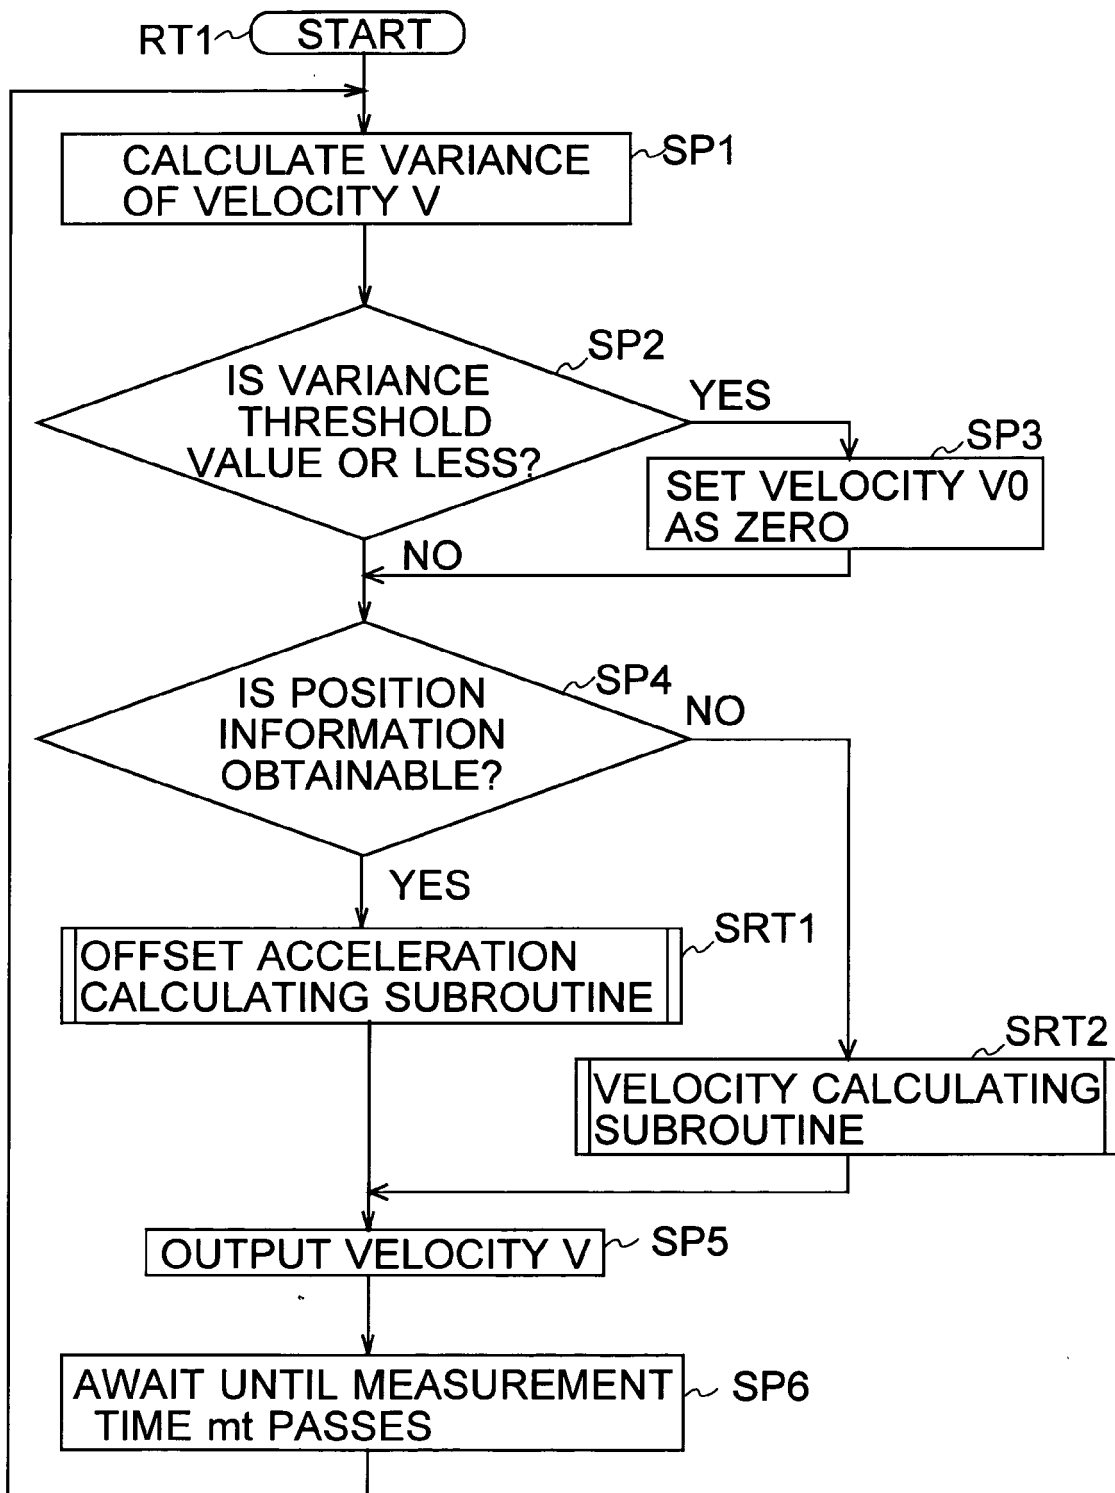 RT1
START
SP1
CALCULATE VARIANCE
OF VELOCITY V
SP2
IS VARIANCE
THRESHOLD
VALUE OR LESS?
YES
SP3
SET VELOCITY V0
AS ZERO
NO
SP4
IS POSITION
INFORMATION
OBTAINABLE?
NO
YES
SRT1
OFFSET ACCELERATION
CALCULATING SUBROUTINE
SRT2
VELOCITY CALCULATING
SUBROUTINE
OUTPUT VELOCITY V
SP5
AWAIT UNTIL MEASUREMENT
TIME mt PASSES
SP6